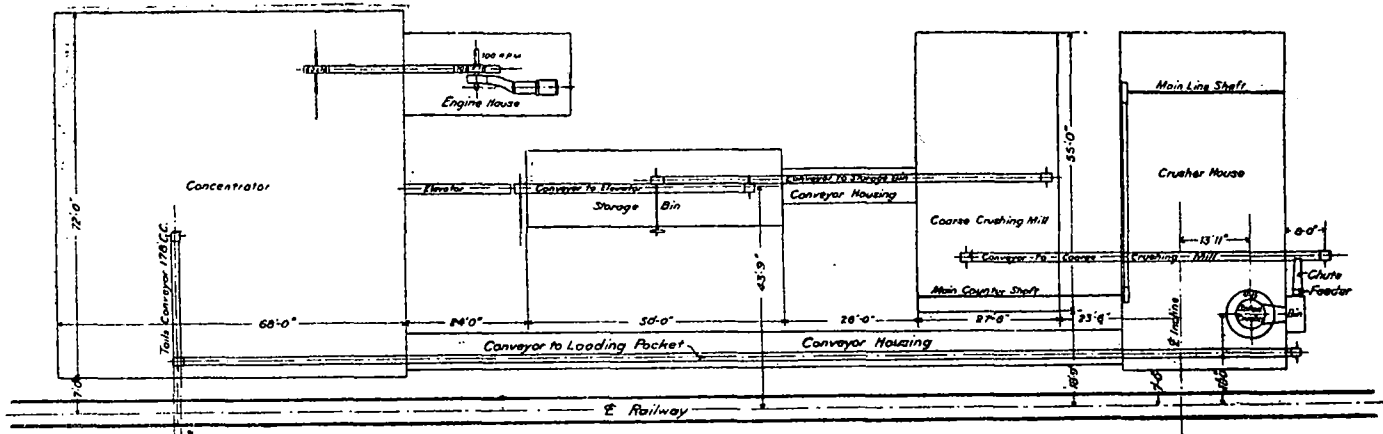 100 R.P.M.
Engine House
Main Line Shaft
Concentrator
72'-0"
55'-0"
Crusher House
Elevator
Conveyor to Elevator
Conveyor to Storage Bin
Storage Bin
Conveyor Housing
Coarse Crushing Mill
13'11"
8'-0"
Conveyor to Coarse Crushing Mill
Chute
Feeder
Bin
Tails Conveyor 178' C.C.
43'-9"
Main Counter Shaft
68'-0"
24'-0"
50'-0"
26'-0"
27'-6"
23'-6"
℄ Incline
Conveyor to Loading Pocket
Conveyor Housing
7'-0"
18'-9"
7'-0"
℄ Railway